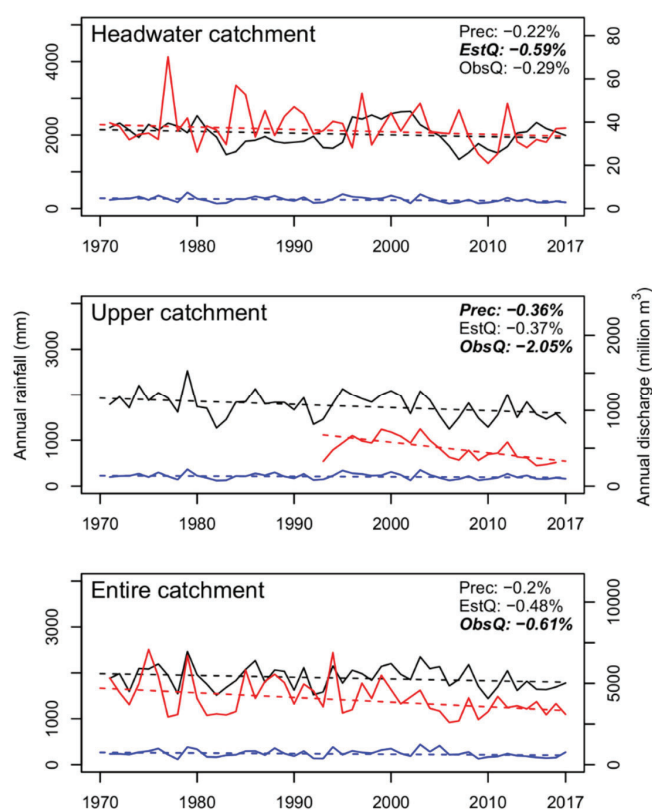 Headwater catchment
Prec: −0.22%
EstQ: −0.59%
ObsQ: −0.29%
0 2000 4000
0 20 40 60 80
1970 1980 1990 2000 2010 2017
Annual rainfall (mm)
Annual discharge (million m³)
Upper catchment
Prec: −0.36%
EstQ: −0.37%
ObsQ: −2.05%
0 1000 3000
0 1000 2000
1970 1980 1990 2000 2010 2017
Entire catchment
Prec: −0.2%
EstQ: −0.48%
ObsQ: −0.61%
0 1000 3000
0 5000 10000
1970 1980 1990 2000 2010 2017